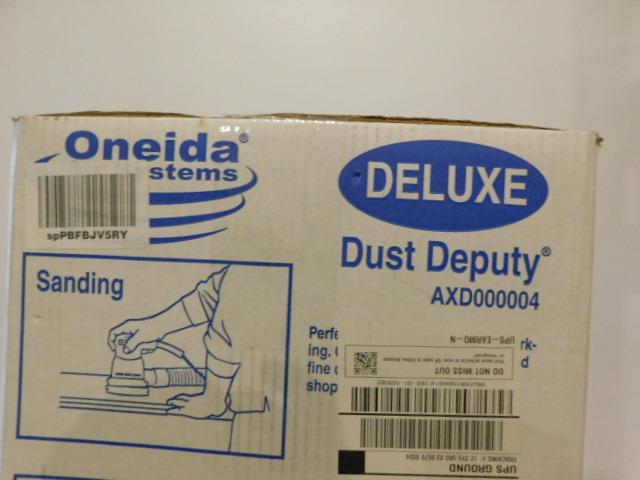 Oneida®
stems
spPBFBJV5RY
DELUXE
Dust Deputy®
AXD000004
Sanding
Perfe
rk-
ing.
d
fine
shop
UPS - EARMO-N
DO NOT MISS OUT
TRACKING #:
UPS GROUND